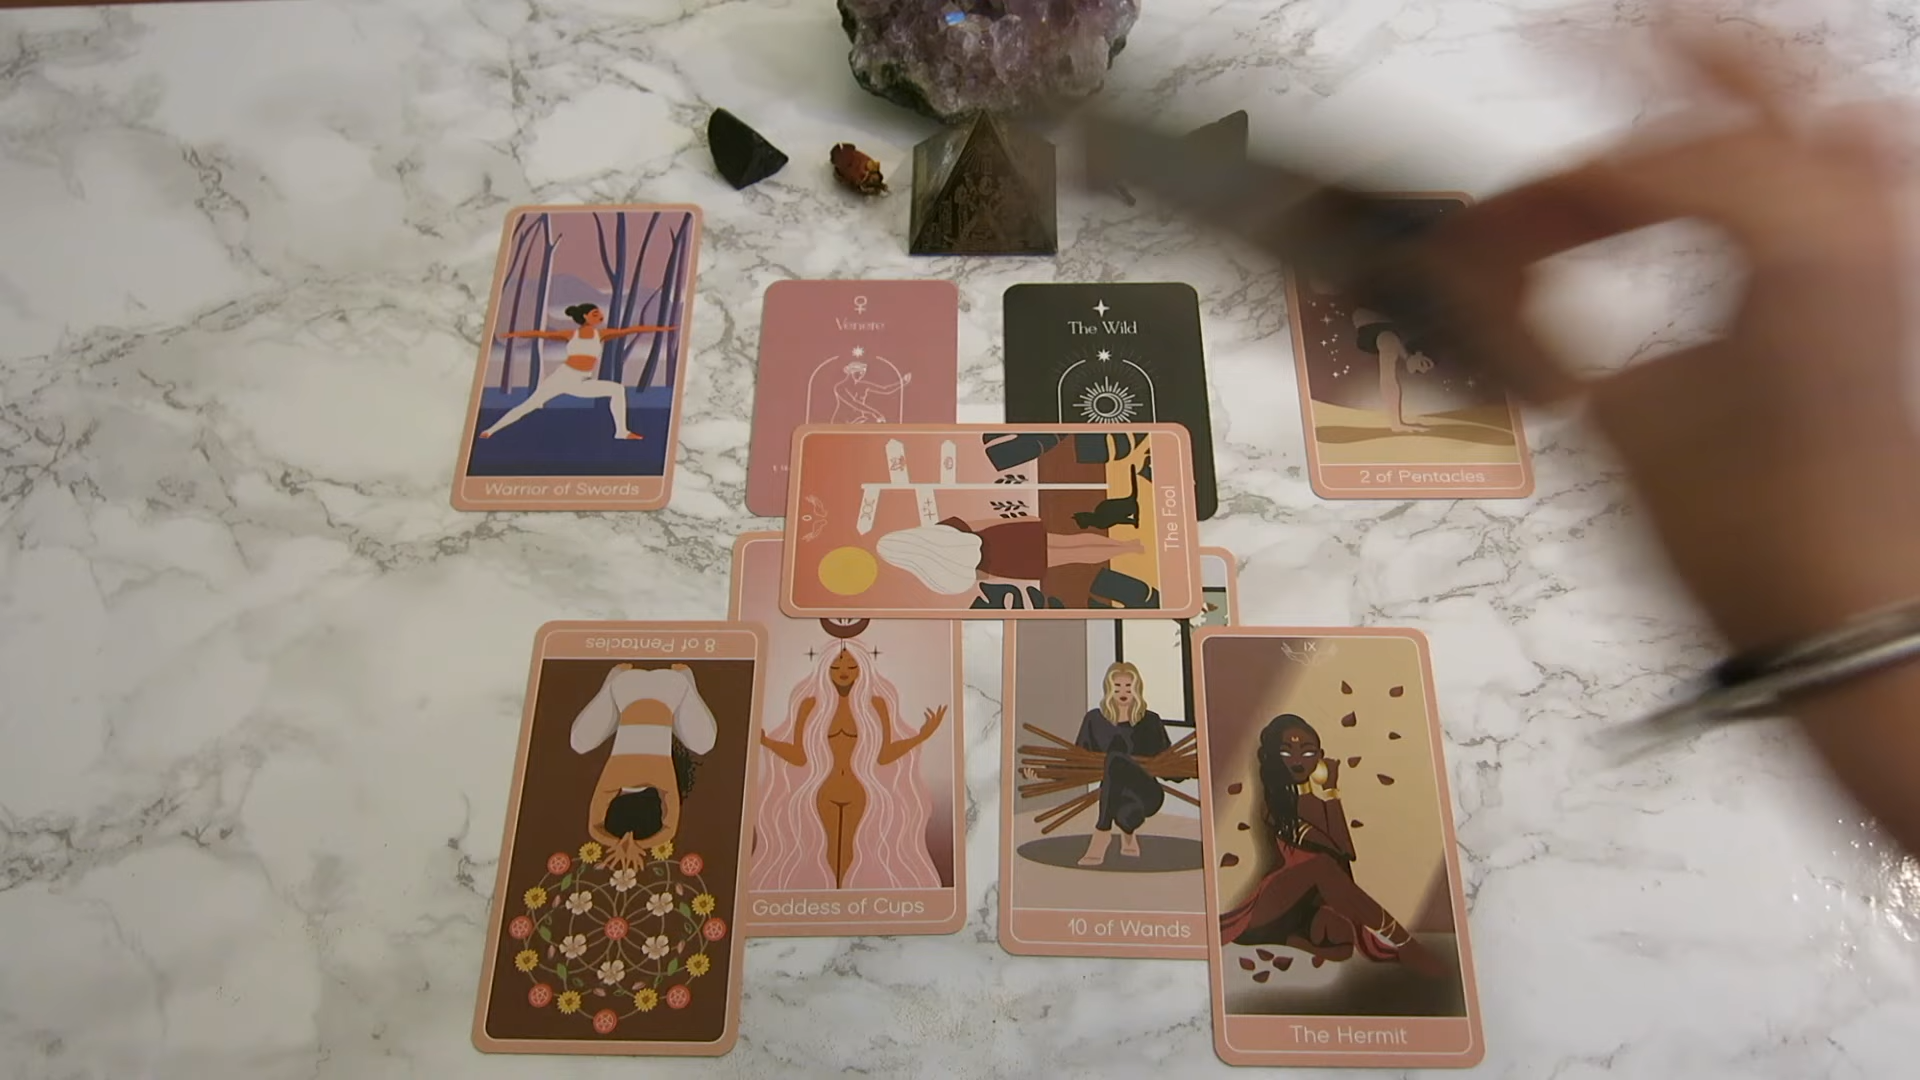 Venere
The Wild
Warrior of Swords
2 of Pentacles
0
The Fool
8 of Pentacles
Goddess of Cups
10 of Wands
IX
The Hermit